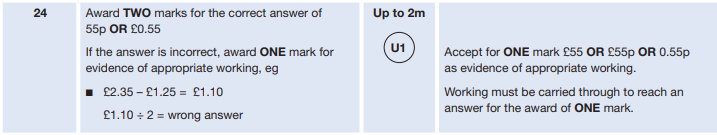 24
Award TWO marks for the correct answer of
55p OR £0.55
If the answer is incorrect, award ONE mark for
evidence of appropriate working, eg
■ £2.35 – £1.25 = £1.10
£1.10 ÷ 2 = wrong answer
Up to 2m
U1
Accept for ONE mark £55 OR £55p OR 0.55p
as evidence of appropriate working.
Working must be carried through to reach an
answer for the award of ONE mark.